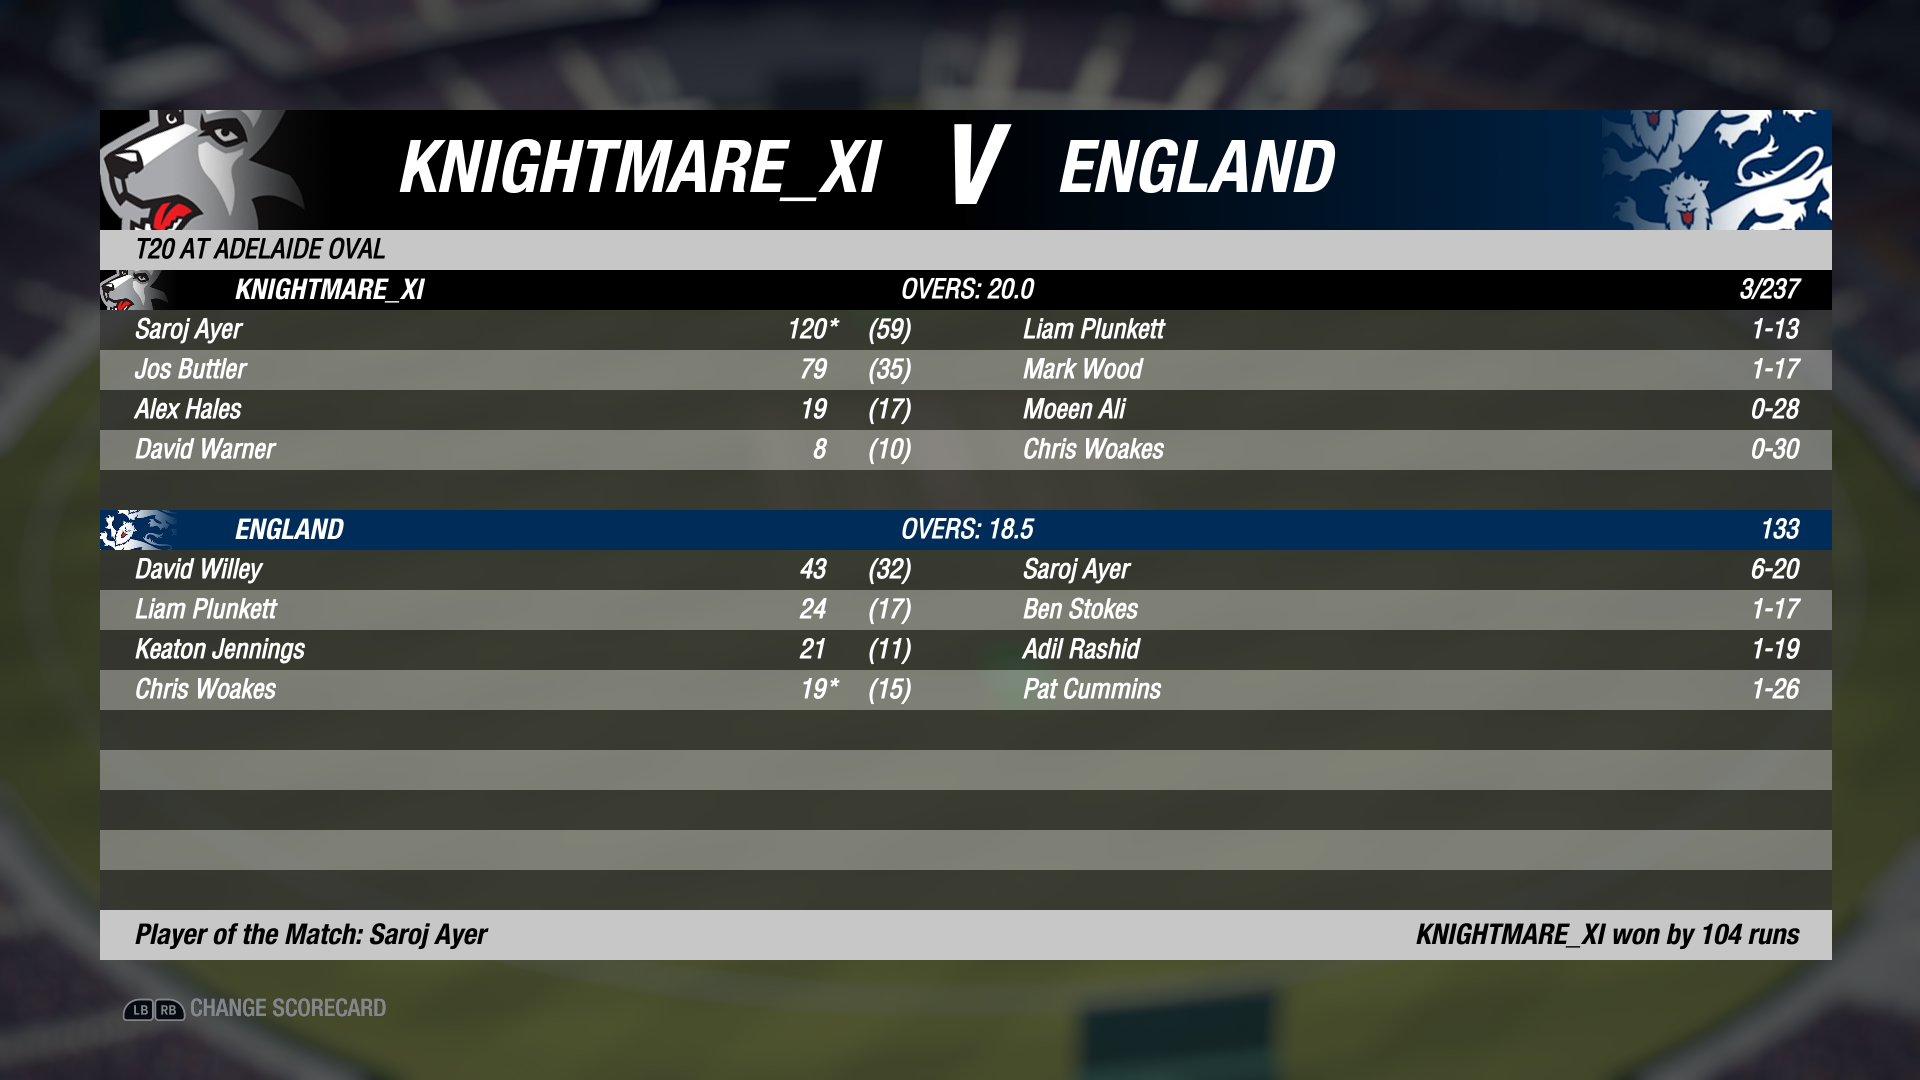 KNIGHTMARE_XI V ENGLAND
T20 AT ADELAIDE OVAL
KNIGHTMARE_XI OVERS: 20.0 3/237
Saroj Ayer 120* (59) Liam Plunkett 1-13
Jos Buttler 79 (35) Mark Wood 1-17
Alex Hales 19 (17) Moeen Ali 0-28
David Warner 8 (10) Chris Woakes 0-30
ENGLAND OVERS: 18.5 133
David Willey 43 (32) Saroj Ayer 6-20
Liam Plunkett 24 (17) Ben Stokes 1-17
Keaton Jennings 21 (11) Adil Rashid 1-19
Chris Woakes 19* (15) Pat Cummins 1-26
Player of the Match: Saroj Ayer KNIGHTMARE_XI won by 104 runs
LB RB CHANGE SCORECARD